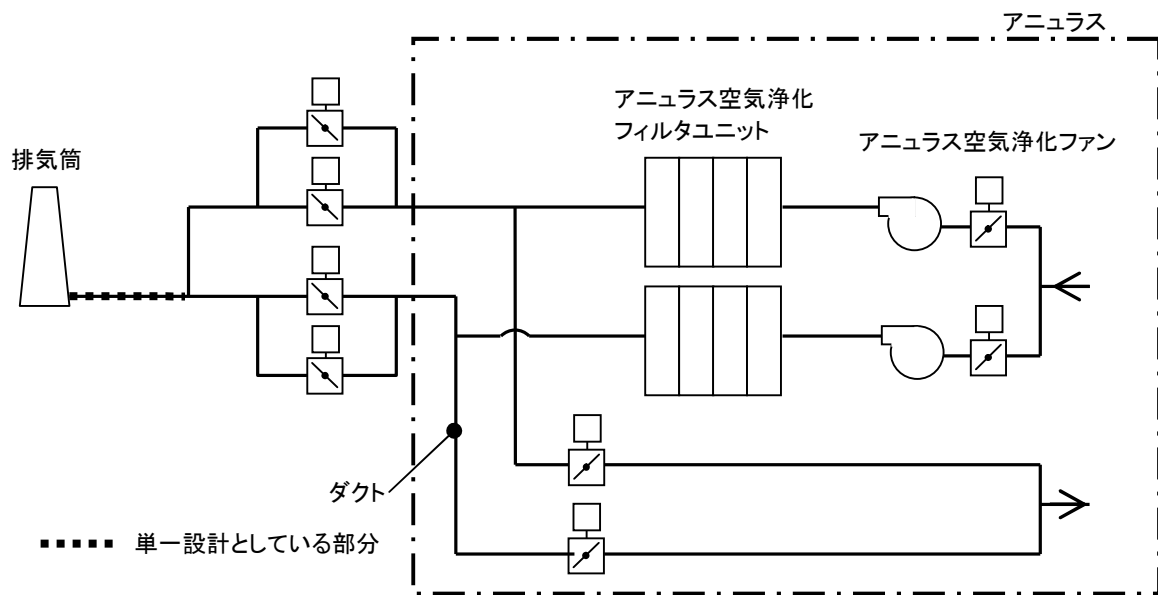 アニュラス
アニュラス空気浄化
フィルタユニット
アニュラス空気浄化ファン
排気筒
ダクト
単一設計としている部分